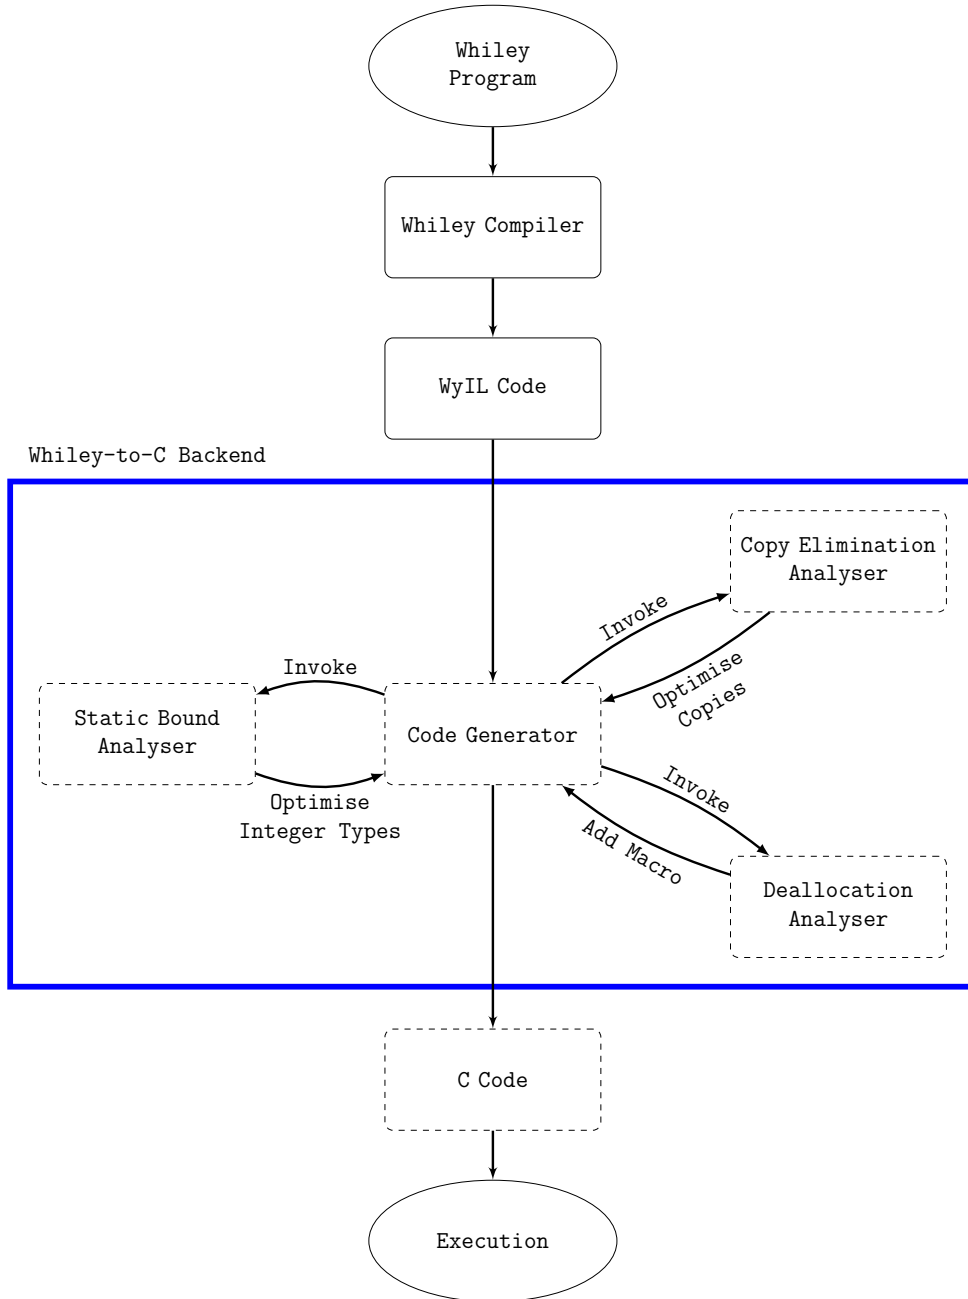 Whiley
Program
Whiley Compiler
WyIL Code
Whiley-to-C Backend
Copy Elimination
Analyser
Invoke
Optimise
Copies
Invoke
Static Bound
Analyser
Code Generator
Optimise
Integer Types
Invoke
Add Macro
Deallocation
Analyser
C Code
Execution